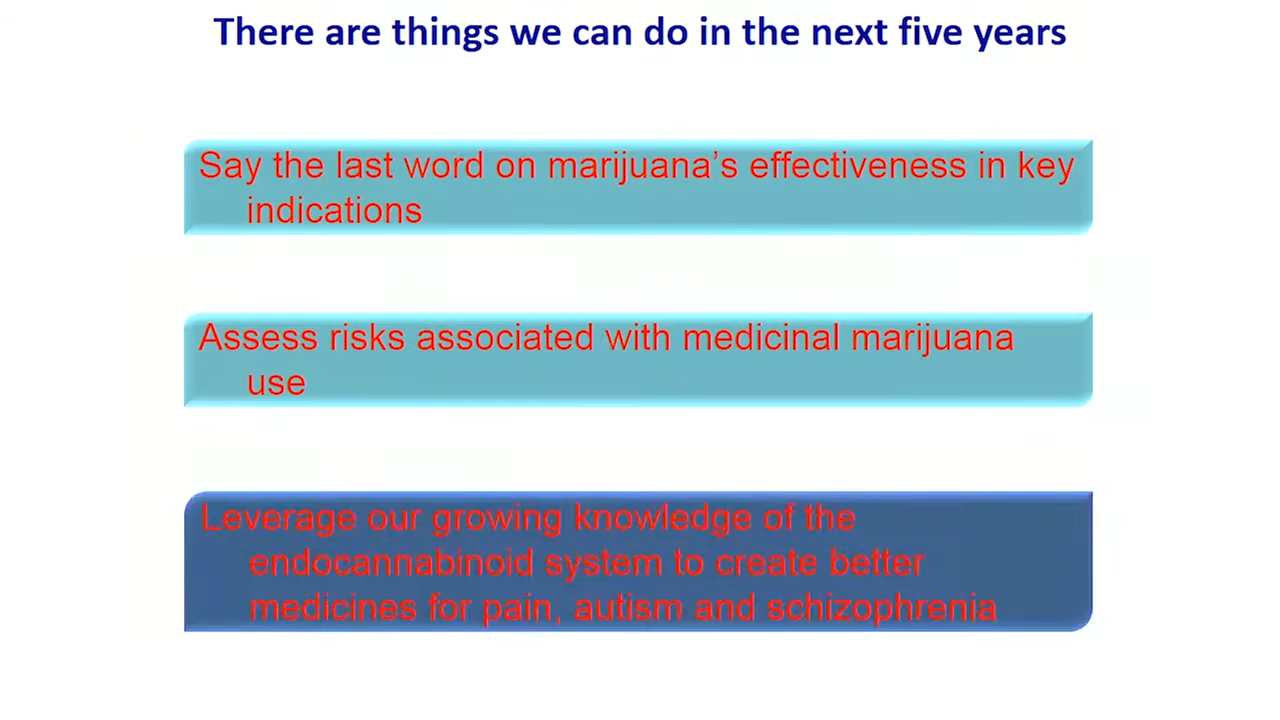 There are things we can do in the next five years
Say the last word on marijuana’s effectiveness in key
indications
Assess risks associated with medicinal marijuana
use
Leverage our growing knowledge of the
endocannabinoid system to create better
medicines for pain, autism and schizophrenia